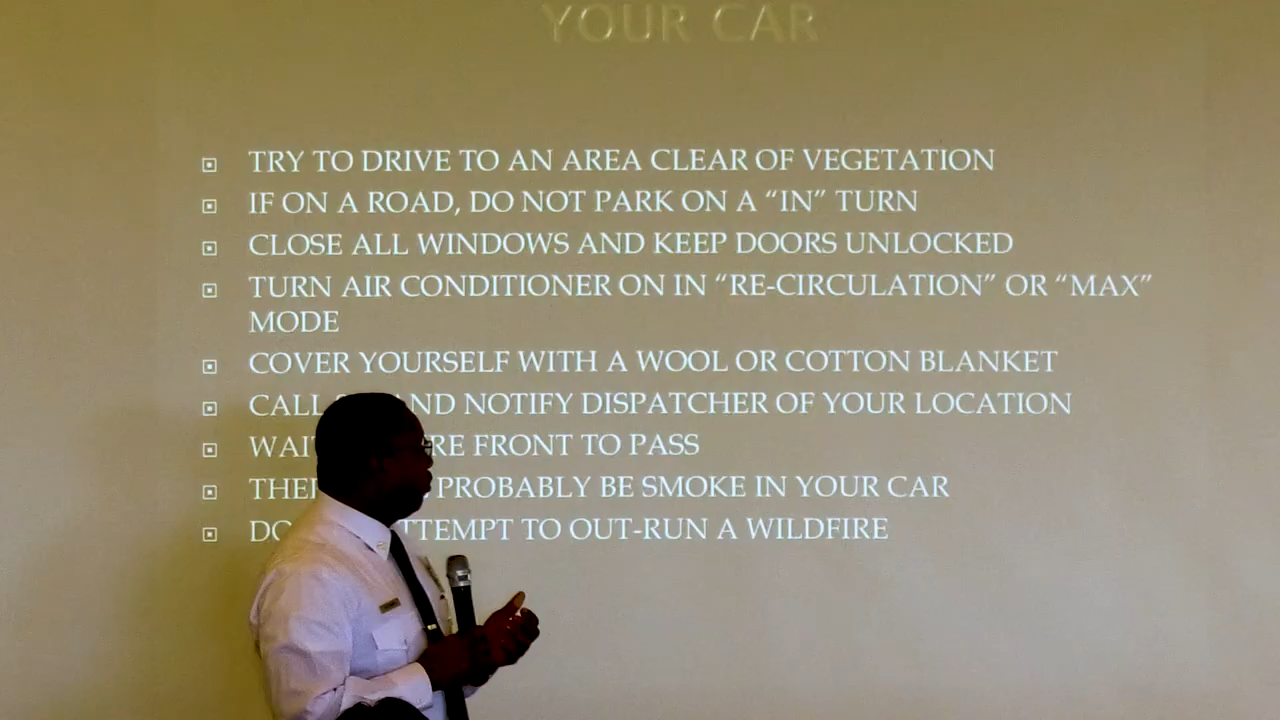 YOUR CAR
TRY TO DRIVE TO AN AREA CLEAR OF VEGETATION
IF ON A ROAD, DO NOT PARK ON A “IN” TURN
CLOSE ALL WINDOWS AND KEEP DOORS UNLOCKED
TURN AIR CONDITIONER ON IN “RE-CIRCULATION” OR “MAX”
MODE
COVER YOURSELF WITH A WOOL OR COTTON BLANKET
CALL AND NOTIFY DISPATCHER OF YOUR LOCATION
FRONT TO PASS
PROBABLY BE SMOKE IN YOUR CAR
TO OUT-RUN A WILDFIRE